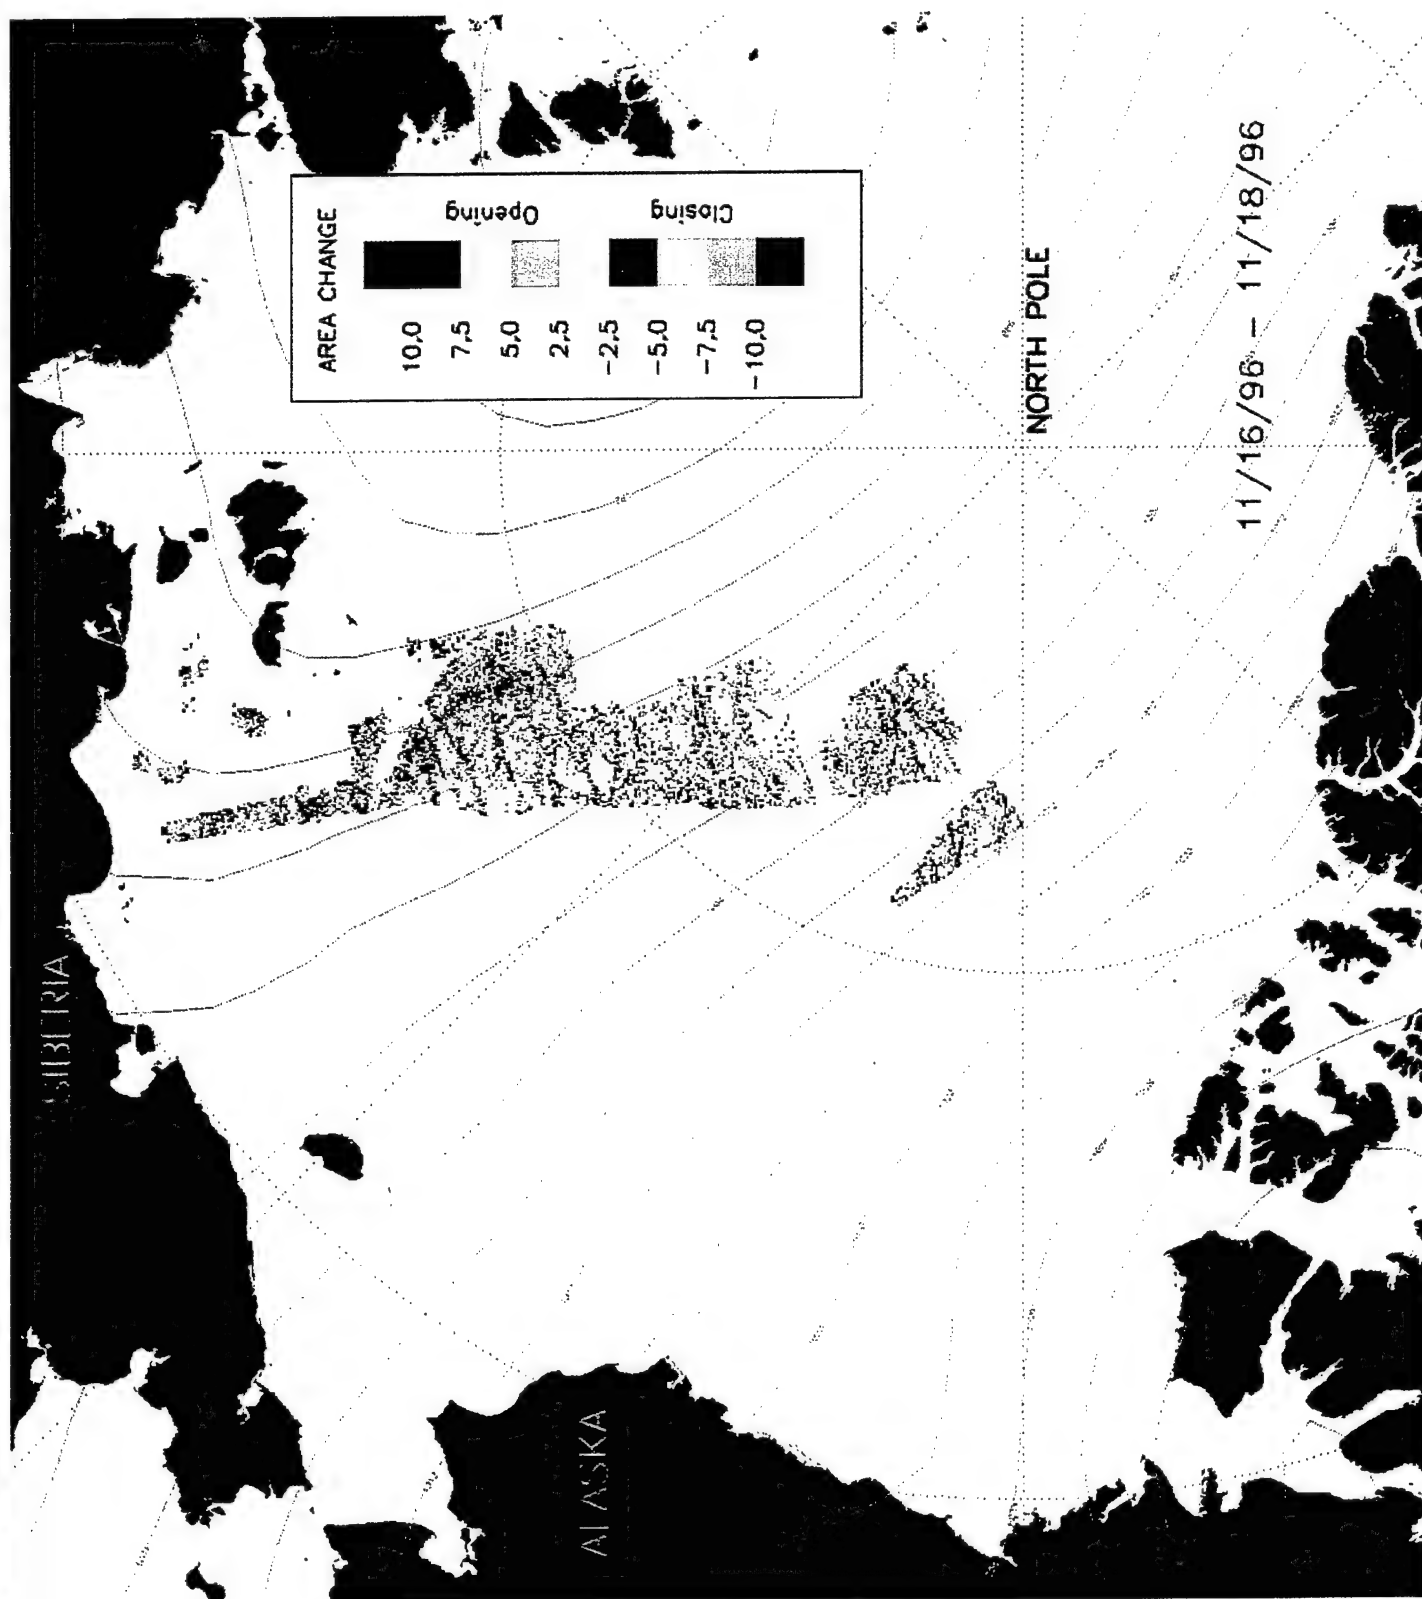 SIBERIA
AREA CHANGE
10.0
7.5
5.0
2.5
-2.5
-5.0
-7.5
-10.0
Opening
Closing
NORTH POLE
11/16/96 - 11/18/96
ALASKA